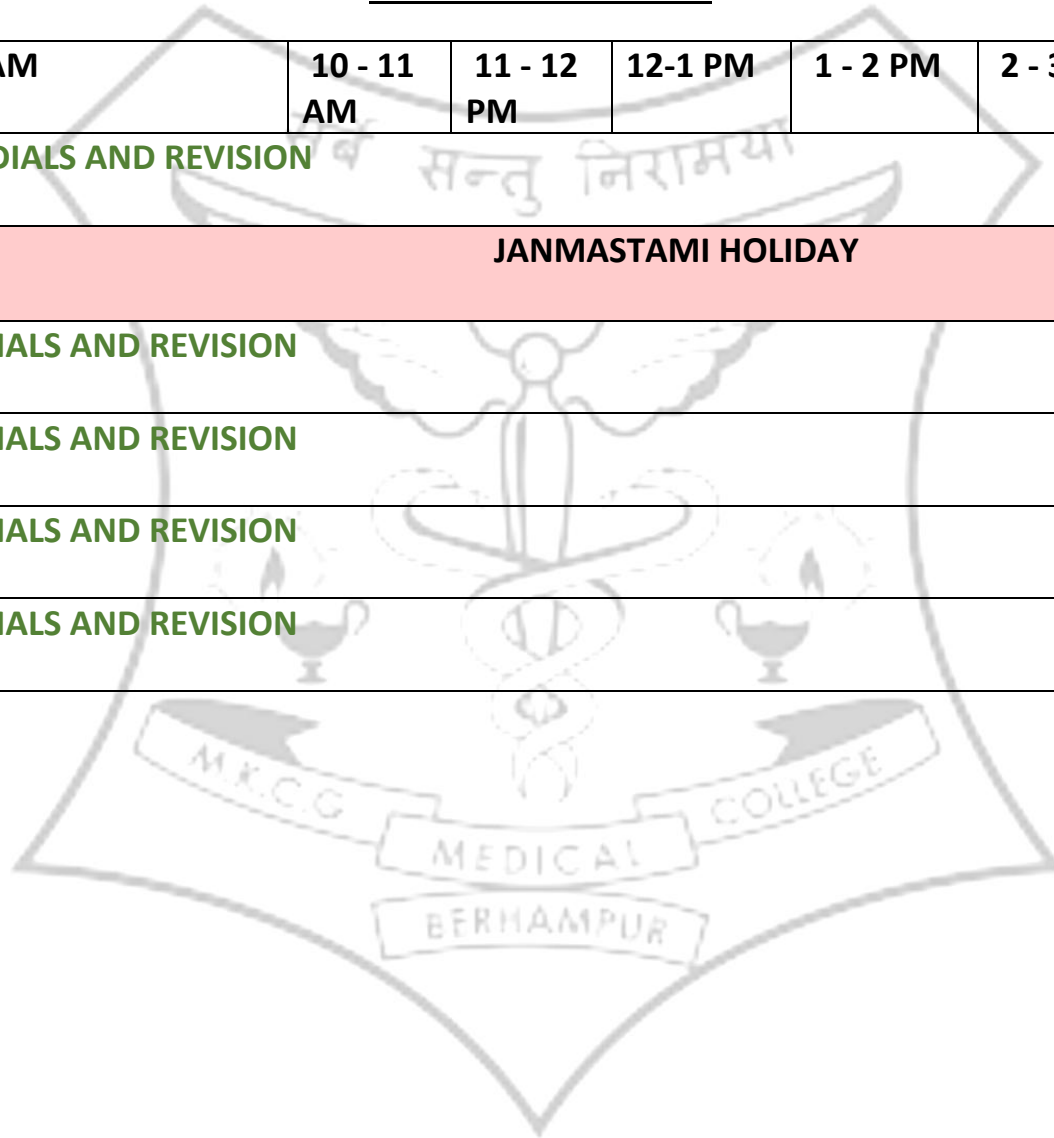 AM 10 - 11 11 - 12 12-1 PM 1 - 2 PM 2 - 3
AM PM
DIALS AND REVISION
सर्वे सन्तु निरामया
JANMASTAMI HOLIDAY
IALS AND REVISION
IALS AND REVISION
IALS AND REVISION
IALS AND REVISION
M.K.C.G MEDICAL COLLEGE
BERHAMPUR